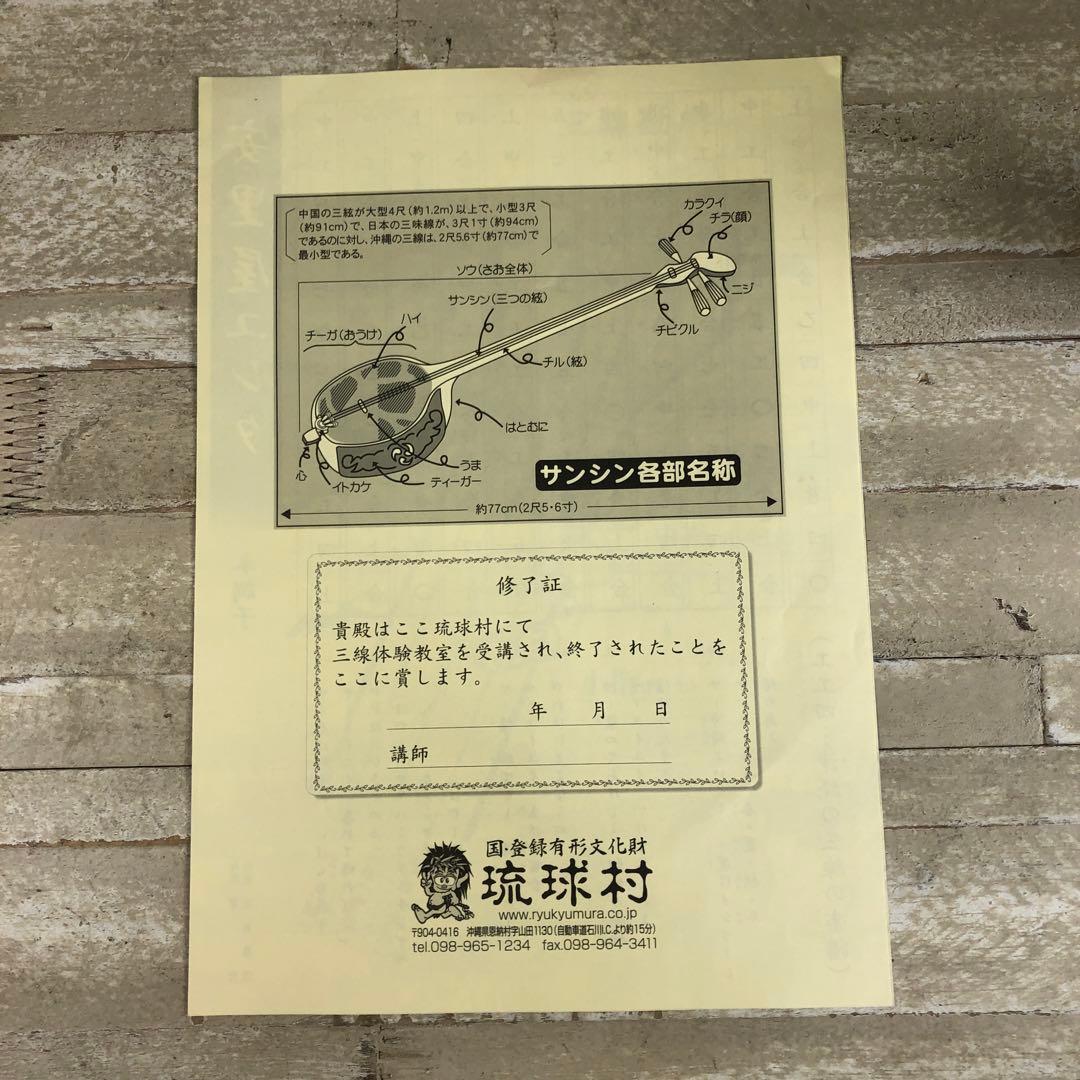 中国の三絃が大型4尺(約1.2m)以上で、小型3尺
(約91cm)で、日本の三味線が、3尺1寸(約94cm)
であるのに対し、沖縄の三線は、2尺5.6寸(約77cm)で
最小型である。
カラクイ
チラ(顔)
ソウ(さお全体)
ニジ
サンシン(三つの絃)
チビクル
ハイ
チーガ(おうけ)
チル(絃)
はとむに
うま
ティーガー
心
イトカケ
サンシン各部名称
約77cm(2尺5・6寸)
修了証
貴殿はここ琉球村にて
三線体験教室を受講され、終了されたことを
ここに賞します。
年 月 日
講師
国・登録有形文化財
琉球村
www.ryukyumura.co.jp
〒904-0416 沖縄県恩納村字山田1130(自動車道石川I.C.より約15分)
tel.098-965-1234 fax.098-964-3411